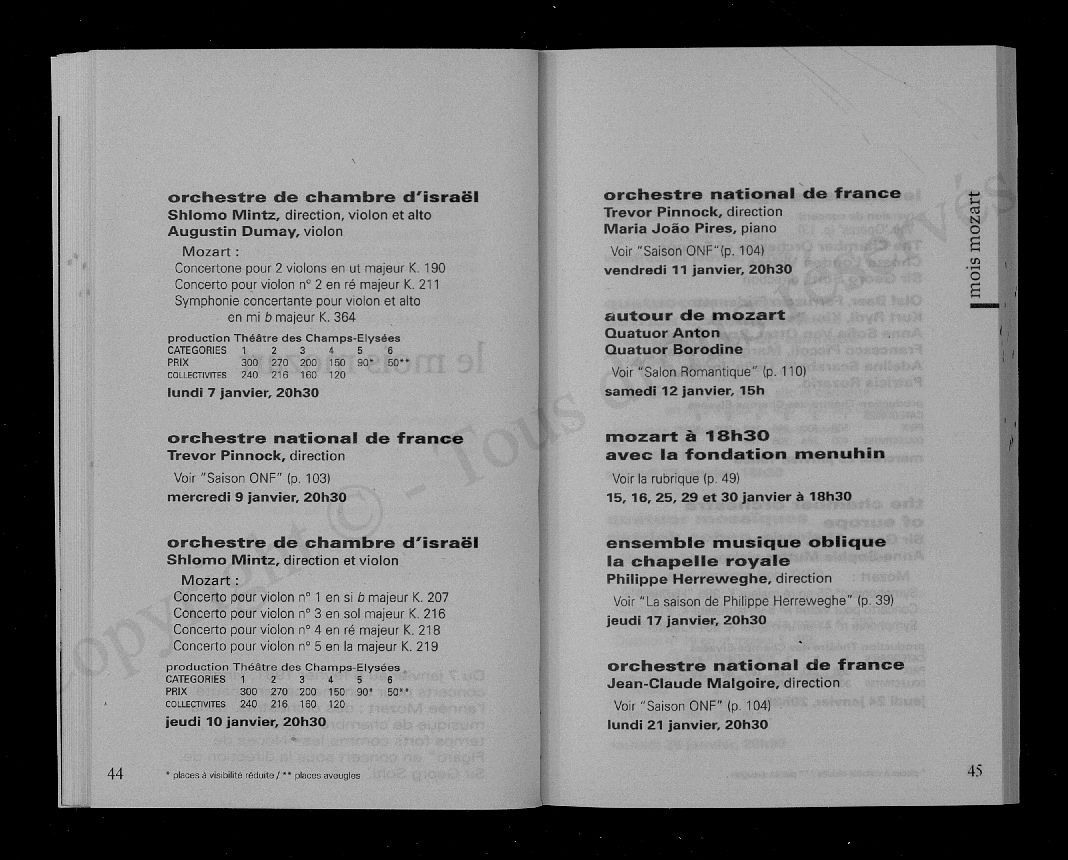 orchestre de chambre d'israël
Shlomo Mintz, direction, violon et alto
Augustin Dumay, violon
Mozart :
Concertone pour 2 violons en ut majeur K. 190
Concerto pour violon n° 2 en ré majeur K. 211
Symphonie concertante pour violon et alto
en mi b majeur K. 364
production Théâtre des Champs-Elysées
CATEGORIES 1 2 3 4 5 6
PRIX 300 270 200 150 90* 50**
COLLECTIVITES 240 216 160 120
lundi 7 janvier, 20h30
orchestre national de france
Trevor Pinnock, direction
Voir "Saison ONF" (p. 103)
mercredi 9 janvier, 20h30
orchestre de chambre d'israël
Shlomo Mintz, direction et violon
Mozart :
Concerto pour violon n° 1 en si b majeur K. 207
Concerto pour violon n° 3 en sol majeur K. 216
Concerto pour violon n° 4 en ré majeur K. 218
Concerto pour violon n° 5 en la majeur K. 219
production Théâtre des Champs-Elysées
CATEGORIES 1 2 3 4 5 6
PRIX 300 270 200 150 90* 50**
COLLECTIVITES 240 216 160 120
jeudi 10 janvier, 20h30
44
* places à visibilité réduite / ** places aveugles
orchestre national de france
Trevor Pinnock, direction
Maria João Pires, piano
Voir "Saison ONF" (p. 104)
vendredi 11 janvier, 20h30
autour de mozart
Quatuor Anton
Quatuor Borodine
Voir "Salon Romantique" (p. 110)
samedi 12 janvier, 15h
mozart à 18h30
avec la fondation menuhin
Voir la rubrique (p. 49)
15, 16, 25, 29 et 30 janvier à 18h30
ensemble musique oblique
la chapelle royale
Philippe Herreweghe, direction
Voir "La saison de Philippe Herreweghe" (p. 39)
jeudi 17 janvier, 20h30
orchestre national de france
Jean-Claude Malgoire, direction
Voir "Saison ONF" (p. 104)
lundi 21 janvier, 20h30
45
mois mozart
Copyright © - Tous